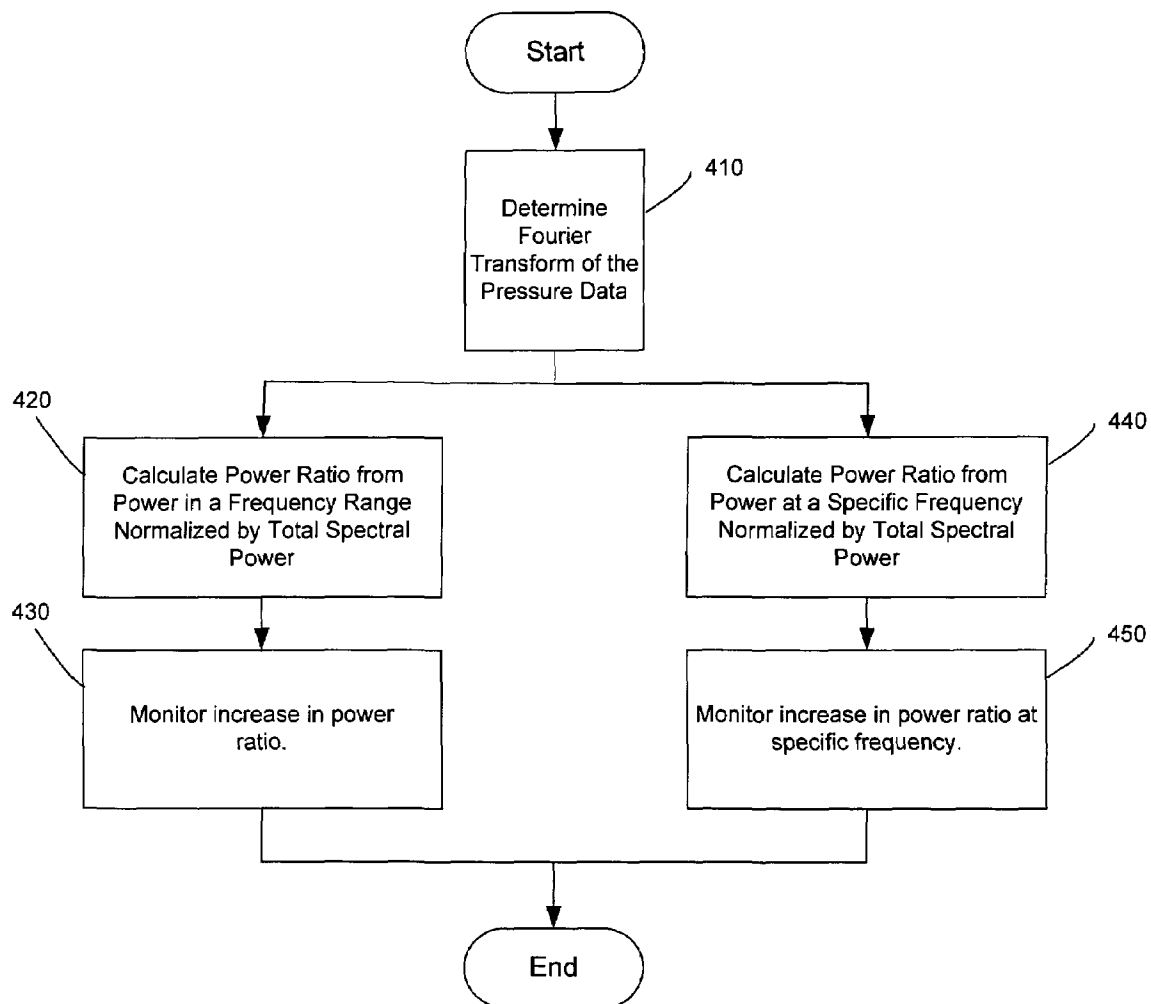 Start
410
Determine
Fourier
Transform of the
Pressure Data
420
Calculate Power Ratio from
Power in a Frequency Range
Normalized by Total Spectral
Power
440
Calculate Power Ratio from
Power at a Specific Frequency
Normalized by Total Spectral
Power
430
Monitor increase in power
ratio.
450
Monitor increase in power ratio at
specific frequency.
End